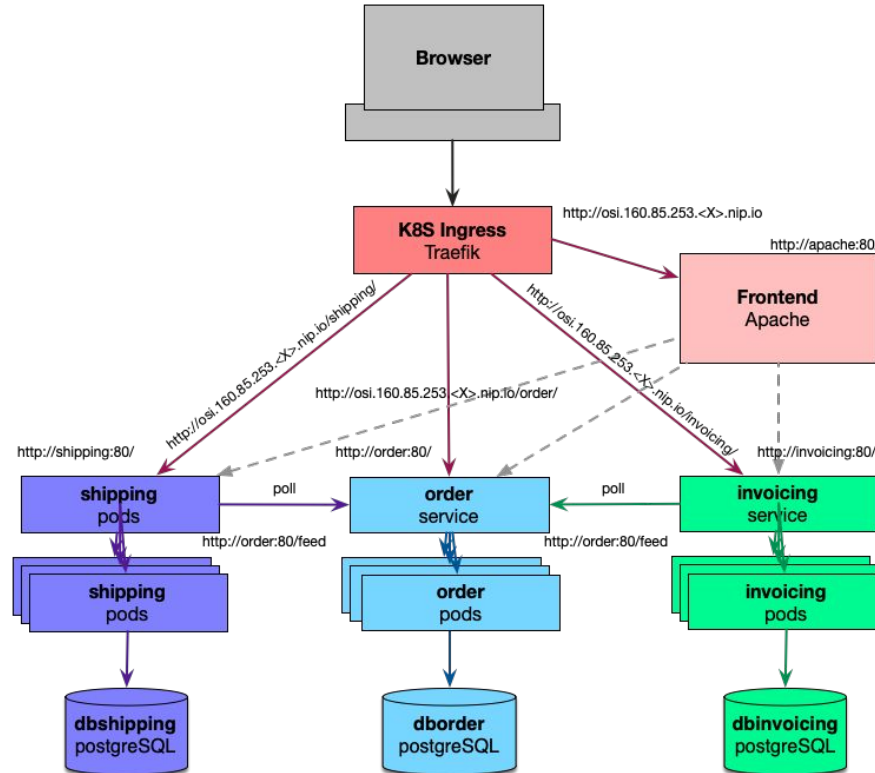 Browser
http://osi.160.85.253.<X>.nip.io
K8S Ingress
Traefik
http://apache:80/
Frontend
Apache
http://osi.160.85.253.<X>.nip.io/shipping/
http://osi.160.85.253.<X>.nip.io/order/
http://osi.160.85.253.<X>.nip.io/invoicing/
http://shipping:80/
http://order:80/
http://invoicing:80/
shipping
pods
poll
order
service
poll
invoicing
service
http://order:80/feed
http://order:80/feed
shipping
pods
order
pods
invoicing
pods
dbshipping
postgreSQL
dborder
postgreSQL
dbinvoicing
postgreSQL